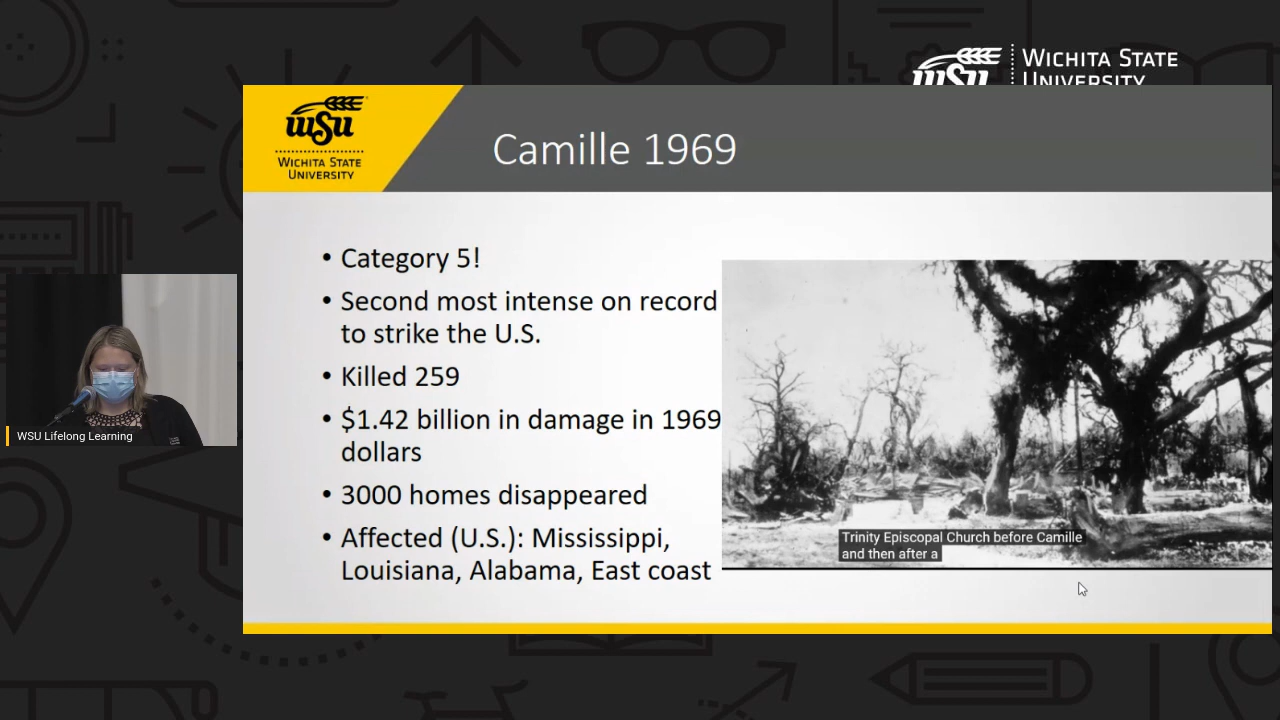 WSU | WICHITA STATE
UNIVERSITY
WSU
WICHITA STATE
UNIVERSITY
Camille 1969
• Category 5!
• Second most intense on record
to strike the U.S.
• Killed 259
• $1.42 billion in damage in 1969
dollars
• 3000 homes disappeared
• Affected (U.S.): Mississippi,
Louisiana, Alabama, East coast
Trinity Episcopal Church before Camille
and then after a
WSU Lifelong Learning